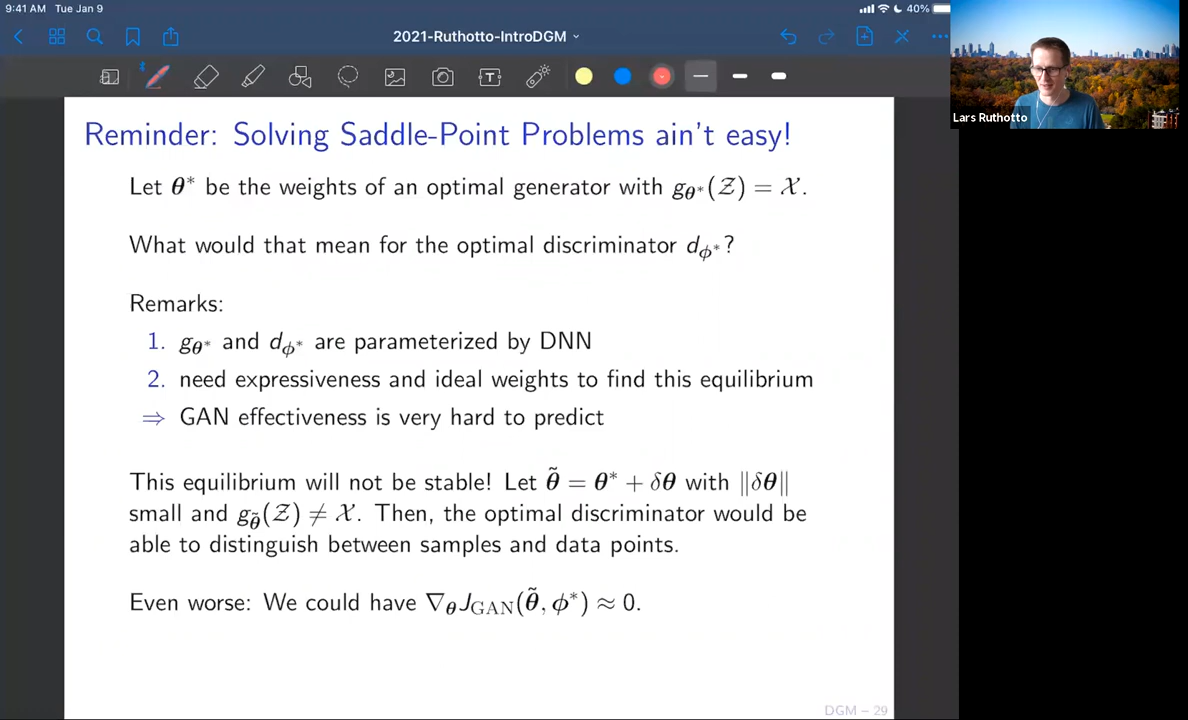 9:41 AM Tue Jan 9
40%
2021-Ruthotto-IntroDGM
T
Lars Ruthotto
Reminder: Solving Saddle-Point Problems ain't easy!
Let θ* be the weights of an optimal generator with g_θ*(𝒵) = 𝒳.
What would that mean for the optimal discriminator d_ϕ*?
Remarks:
1. g_θ* and d_ϕ* are parameterized by DNN
2. need expressiveness and ideal weights to find this equilibrium
⇒ GAN effectiveness is very hard to predict
This equilibrium will not be stable! Let θ̃ = θ* + δθ with ‖δθ‖
small and g_θ̃(𝒵) ≠ 𝒳. Then, the optimal discriminator would be
able to distinguish between samples and data points.
Even worse: We could have ∇_θ J_GAN(θ̃, ϕ*) ≈ 0.
DGM – 29